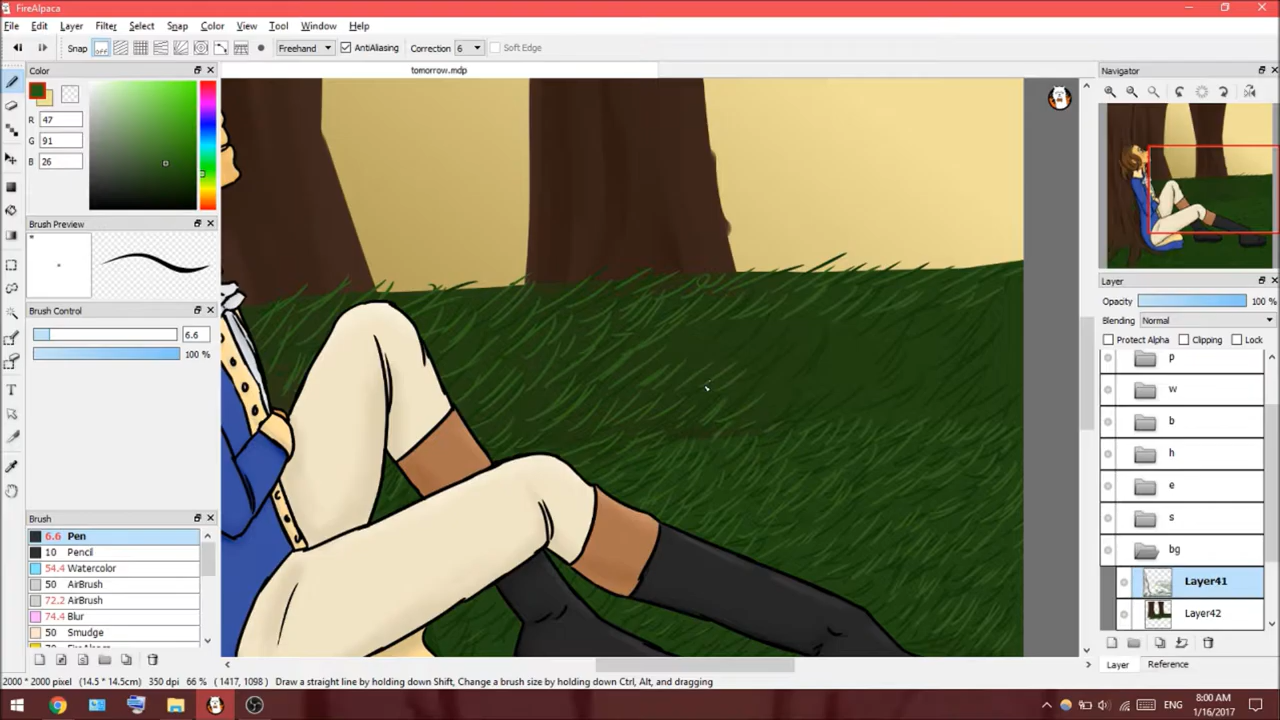 FireAlpaca
File Edit Layer Filter Select Snap Color View Tool Window Help
Snap OFF Freehand AntiAliasing Correction 6 Soft Edge
Color
tomorrow.mdp
Navigator
R 47
G 91
B 26
Brush Preview
Brush Control
6.6
100 %
Layer
Opacity 100 %
Blending Normal
Protect Alpha Clipping Lock
p
w
b
h
e
s
bg
Layer41
Layer42
Brush
6.6 Pen
10 Pencil
54.4 Watercolor
50 AirBrush
72.2 AirBrush
74.4 Blur
50 Smudge
Layer Reference
2000 * 2000 pixel (14.5 * 14.5cm) 350 dpi 66 % (1417, 1098) Draw a straight line by holding down Shift, Change a brush size by holding down Ctrl, Alt, and dragging
ENG
8:00 AM
1/16/2017